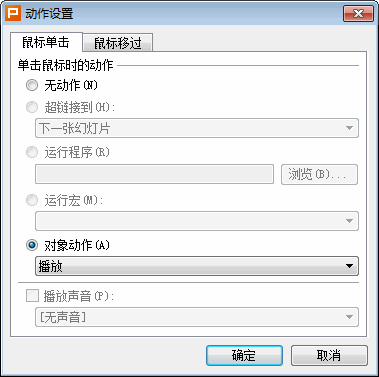 动作设置
鼠标单击 鼠标移过
单击鼠标时的动作
无动作(N)
超链接到(H):
下一张幻灯片
运行程序(R)
浏览(B)...
运行宏(M):
对象动作(A)
播放
播放声音(P):
[无声音]
确定 取消